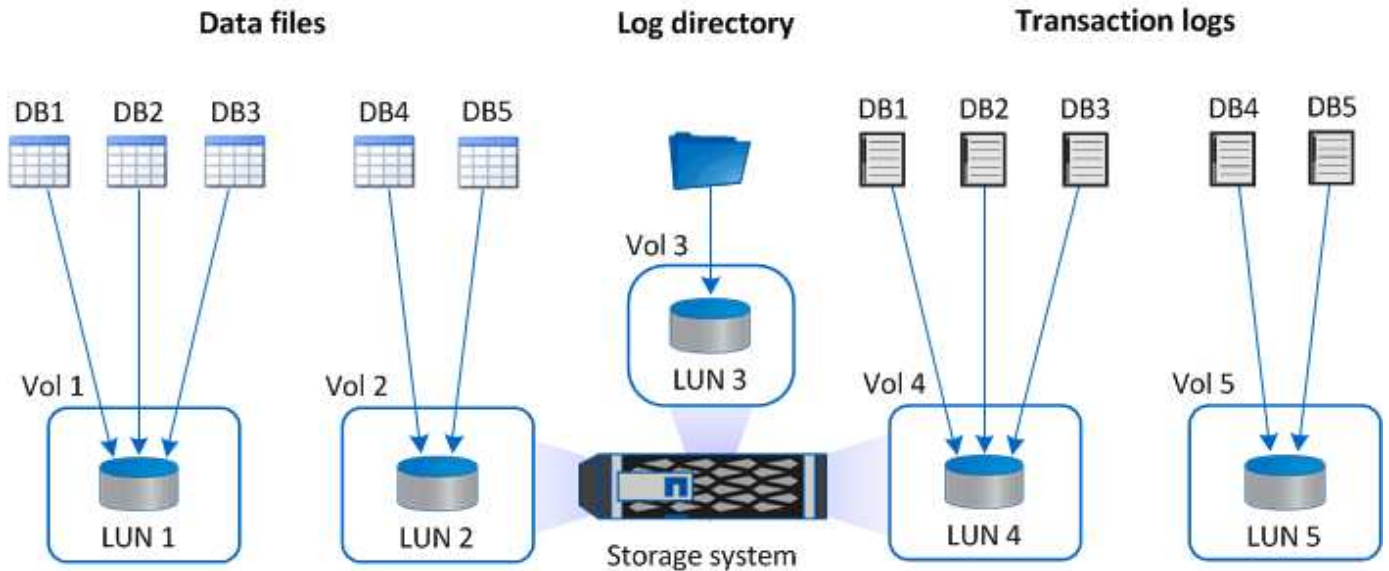 Data files
Log directory
Transaction logs
DB1 DB2 DB3 DB4 DB5
DB1 DB2 DB3 DB4 DB5
Vol 3
LUN 3
Vol 1
Vol 2
Vol 4
Vol 5
LUN 1
LUN 2
LUN 4
LUN 5
Storage system